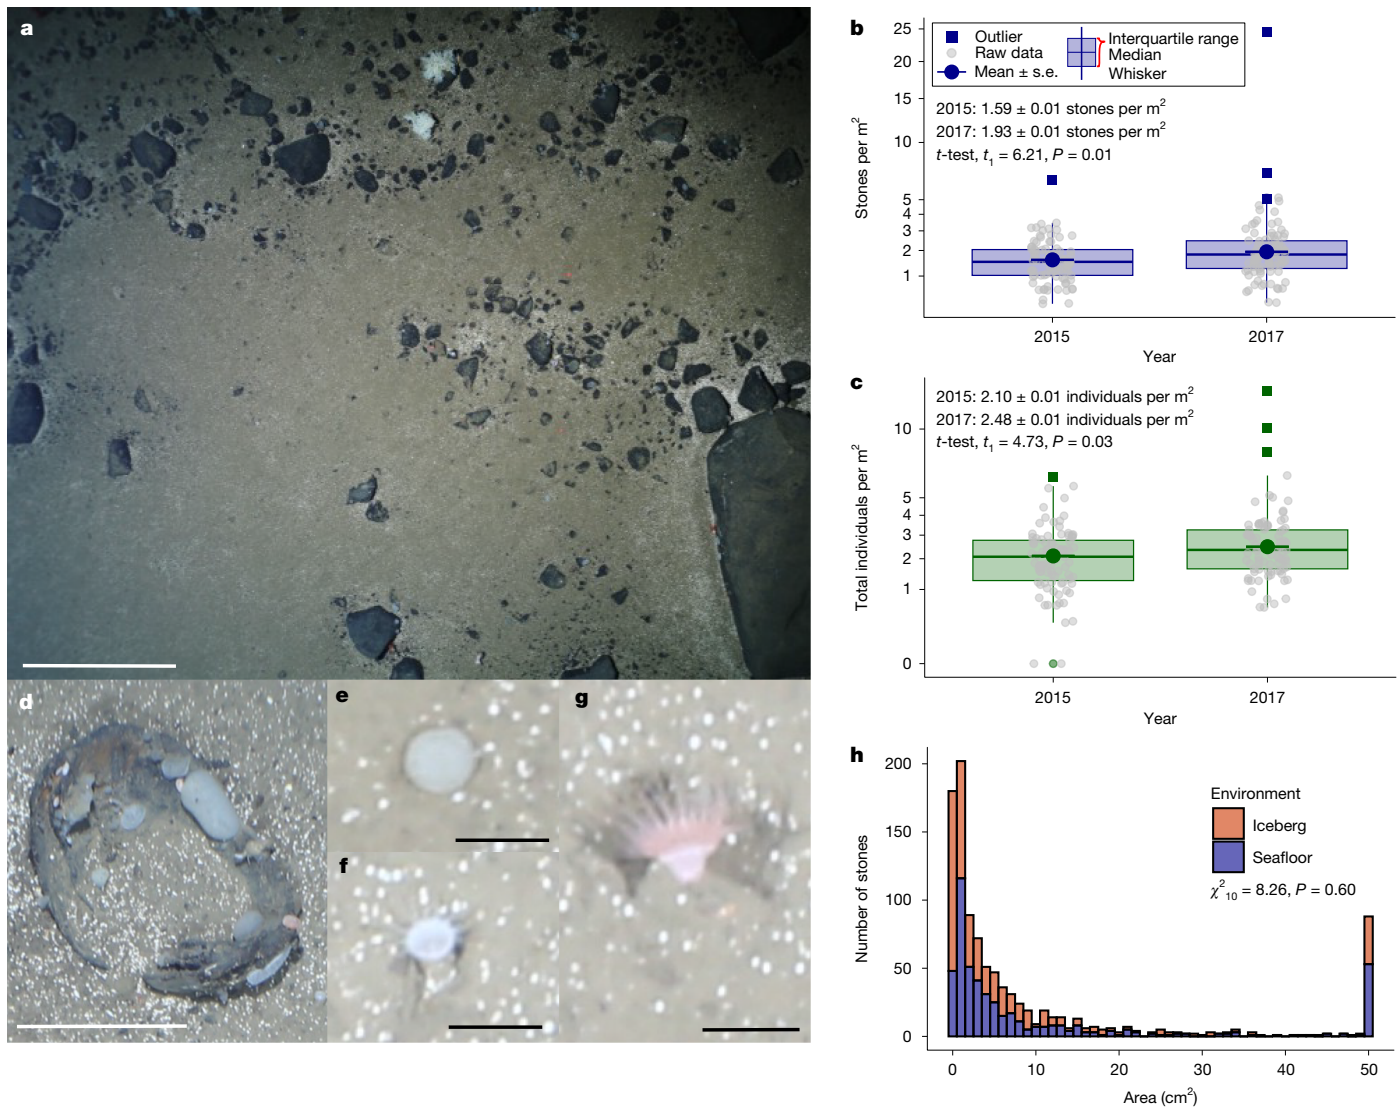 a
b
25
20
15
10
5
4
3
2
1
Stones per m²
Outlier
Raw data
Mean ± s.e.
Interquartile range
Median
Whisker
2015: 1.59 ± 0.01 stones per m²
2017: 1.93 ± 0.01 stones per m²
t-test, t₁ = 6.21, P = 0.01
2015
2017
Year
c
10
5
4
3
2
1
0
Total individuals per m²
2015: 2.10 ± 0.01 individuals per m²
2017: 2.48 ± 0.01 individuals per m²
t-test, t₁ = 4.73, P = 0.03
2015
2017
Year
d
e
f
g
h
200
150
100
50
0
Number of stones
Environment
Iceberg
Seafloor
χ²₁₀ = 8.26, P = 0.60
0
10
20
30
40
50
Area (cm²)